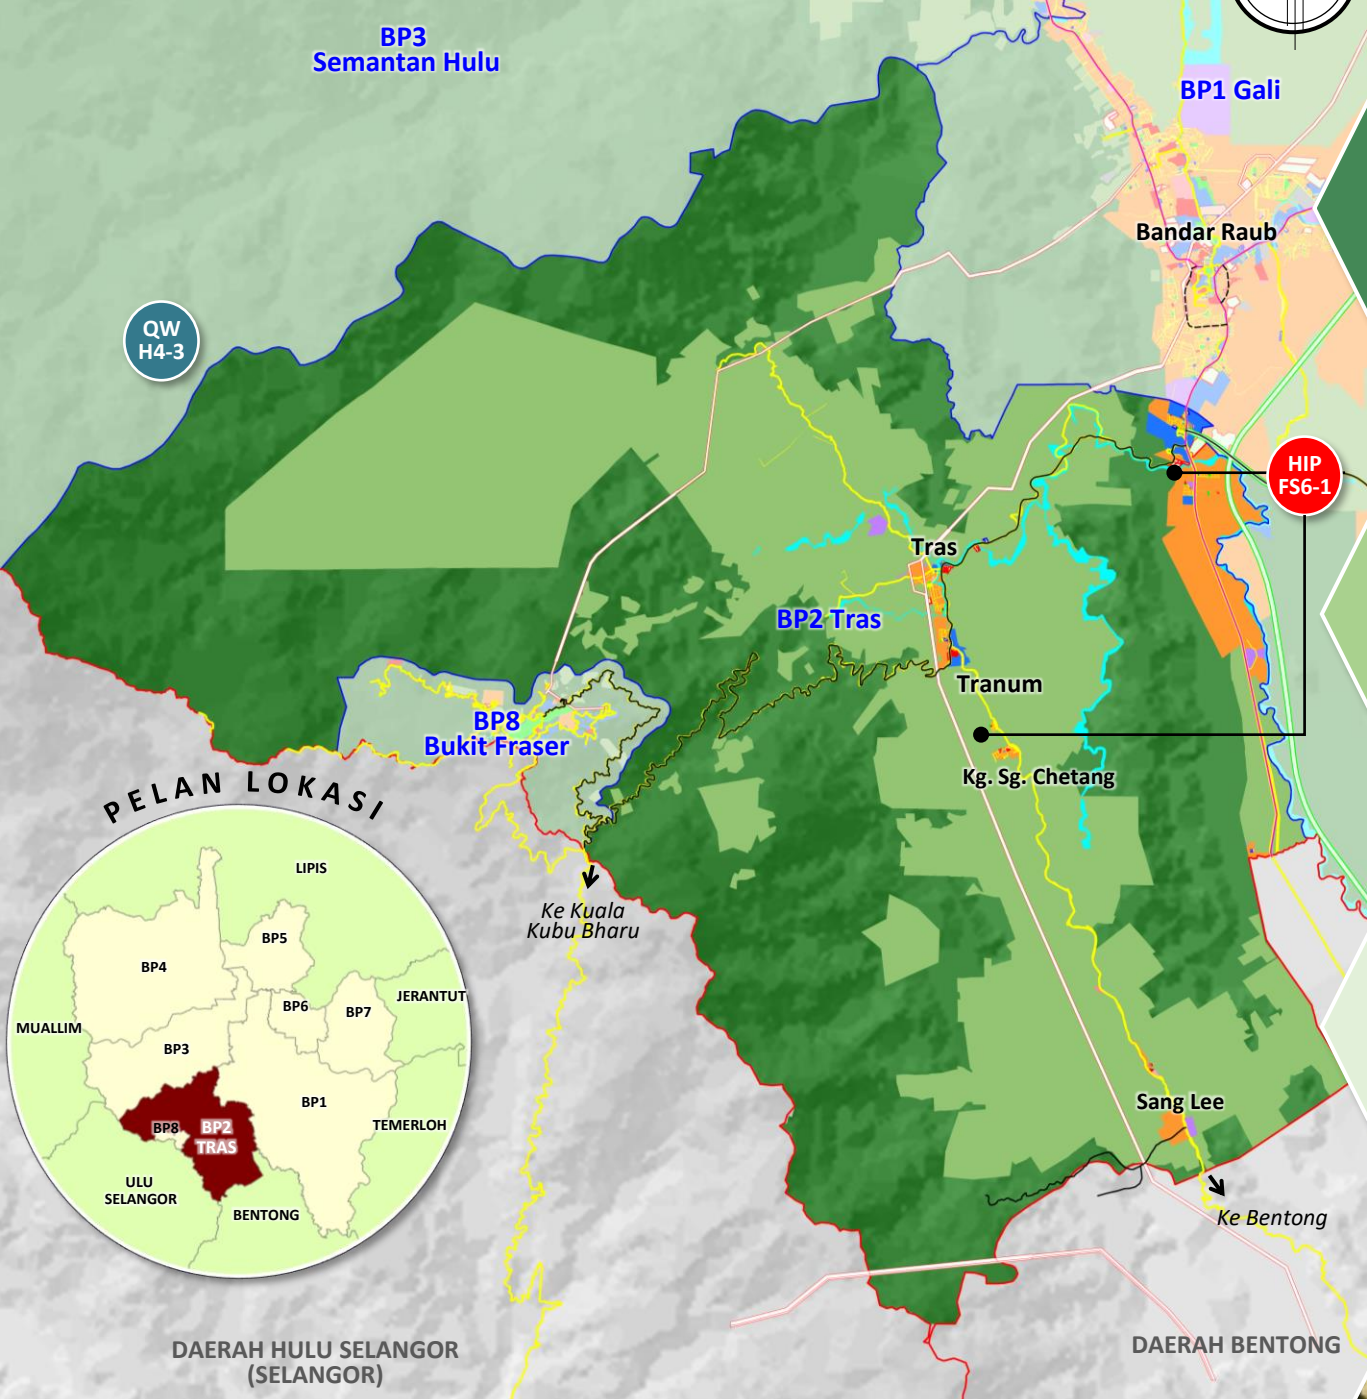 BP3
Semantan Hulu
BP1 Gali
Bandar Raub
QW
H4-3
HIP
FS6-1
Tras
BP2 Tras
Tranum
BP8
Bukit Fraser
Kg. Sg. Chetang
PELAN LOKASI
Ke Kuala
Kubu Bharu
LIPIS
BP5
BP4
JERANTUT
BP6
BP7
MUALLIM
BP3
BP1
BP8
BP2
TRAS
TEMERLOH
ULU
SELANGOR
BENTONG
Sang Lee
Ke Bentong
DAERAH HULU SELANGOR
(SELANGOR)
DAERAH BENTONG